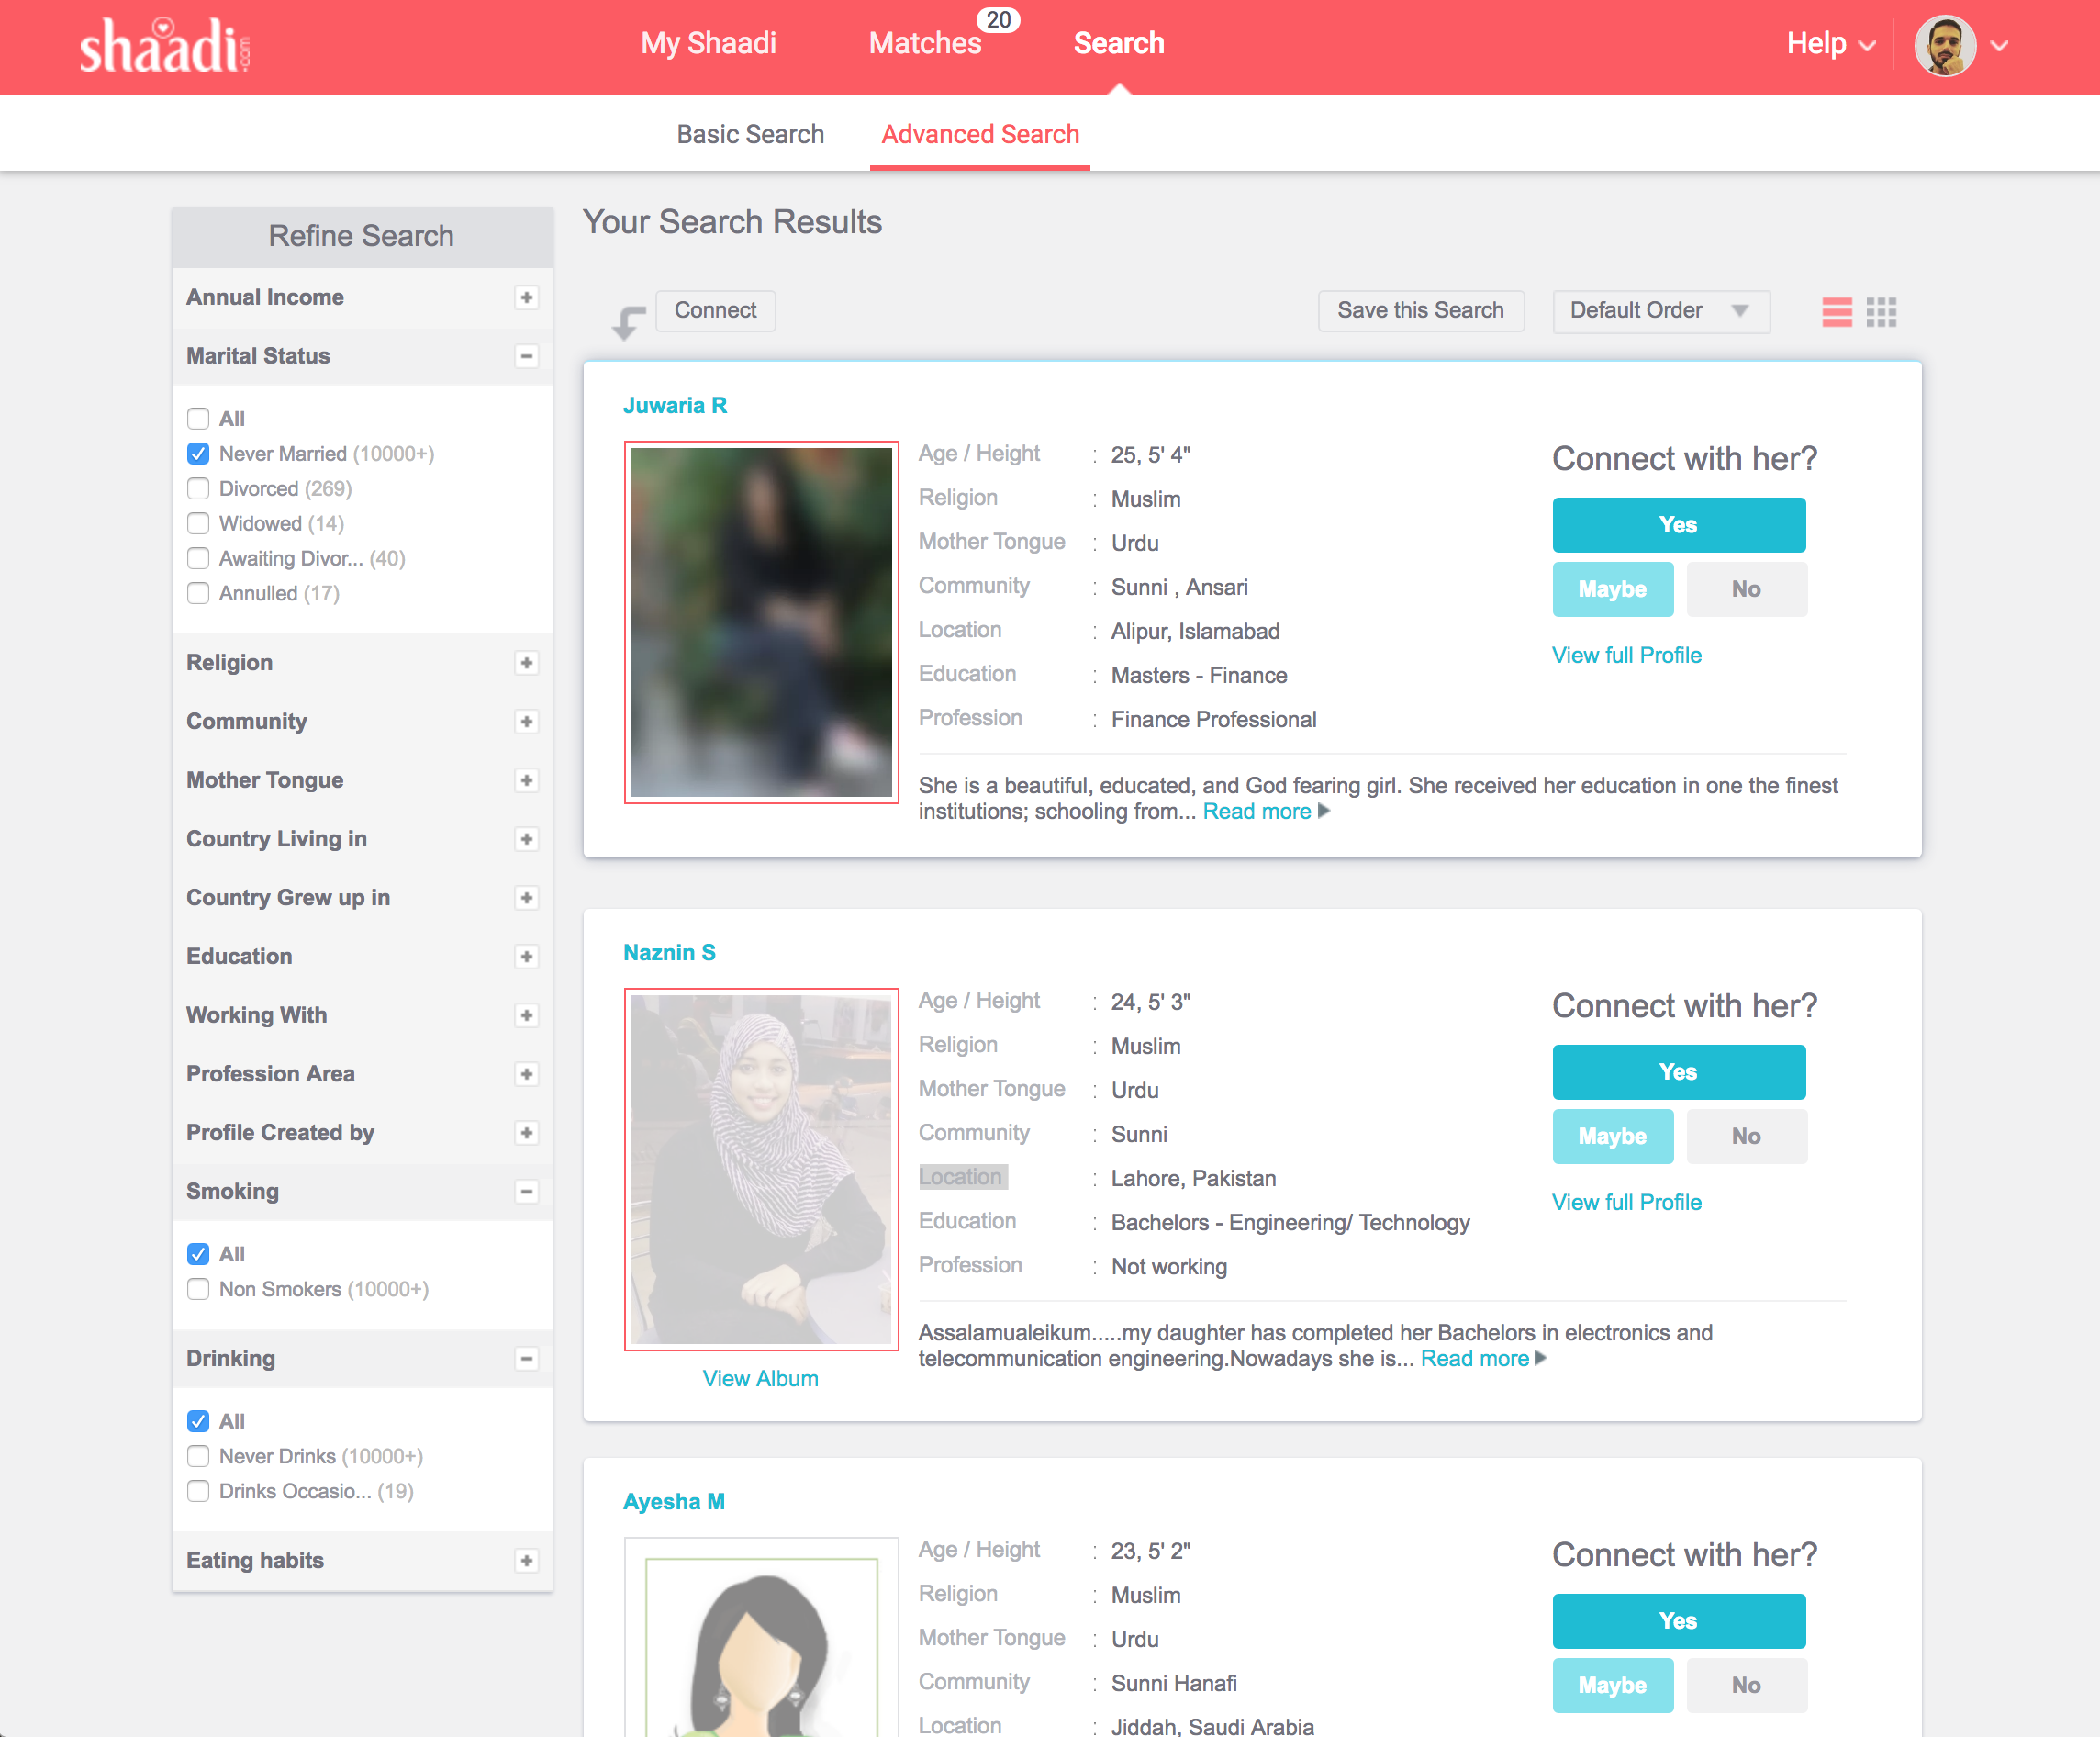 shaadi.com
My Shaadi
Matches
20
Search
Help
Basic Search
Advanced Search
Refine Search
Annual Income
Marital Status
All
Never Married (10000+)
Divorced (269)
Widowed (14)
Awaiting Divor... (40)
Annulled (17)
Religion
Community
Mother Tongue
Country Living in
Country Grew up in
Education
Working With
Profession Area
Profile Created by
Smoking
All
Non Smokers (10000+)
Drinking
All
Never Drinks (10000+)
Drinks Occasio... (19)
Eating habits
Your Search Results
Connect
Save this Search
Default Order
Juwaria R
Age / Height : 25, 5' 4"
Religion : Muslim
Mother Tongue : Urdu
Community : Sunni , Ansari
Location : Alipur, Islamabad
Education : Masters - Finance
Profession : Finance Professional
She is a beautiful, educated, and God fearing girl. She received her education in one the finest
institutions; schooling from... Read more
Connect with her?
Yes
Maybe
No
View full Profile
Naznin S
View Album
Age / Height : 24, 5' 3"
Religion : Muslim
Mother Tongue : Urdu
Community : Sunni
Location : Lahore, Pakistan
Education : Bachelors - Engineering/ Technology
Profession : Not working
Assalamualeikum.....my daughter has completed her Bachelors in electronics and
telecommunication engineering.Nowadays she is... Read more
Connect with her?
Yes
Maybe
No
View full Profile
Ayesha M
Age / Height : 23, 5' 2"
Religion : Muslim
Mother Tongue : Urdu
Community : Sunni Hanafi
Location : Jiddah, Saudi Arabia
Connect with her?
Yes
Maybe
No